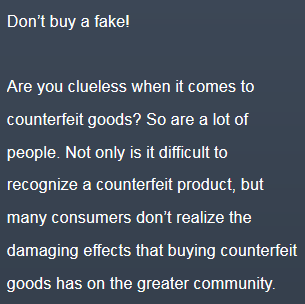 Don’t buy a fake!
Are you clueless when it comes to
counterfeit goods? So are a lot of
people. Not only is it difficult to
recognize a counterfeit product, but
many consumers don’t realize the
damaging effects that buying counterfeit
goods has on the greater community.